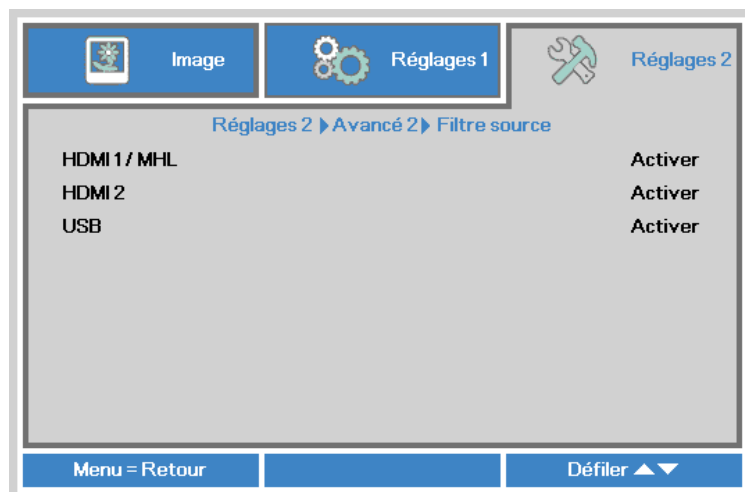 Image
Réglages 1
Réglages 2
Réglages 2 ▶ Avancé 2 ▶ Filtre source
HDMI 1 / MHL Activer
HDMI 2 Activer
USB Activer
Menu = Retour
Défiler ▲▼